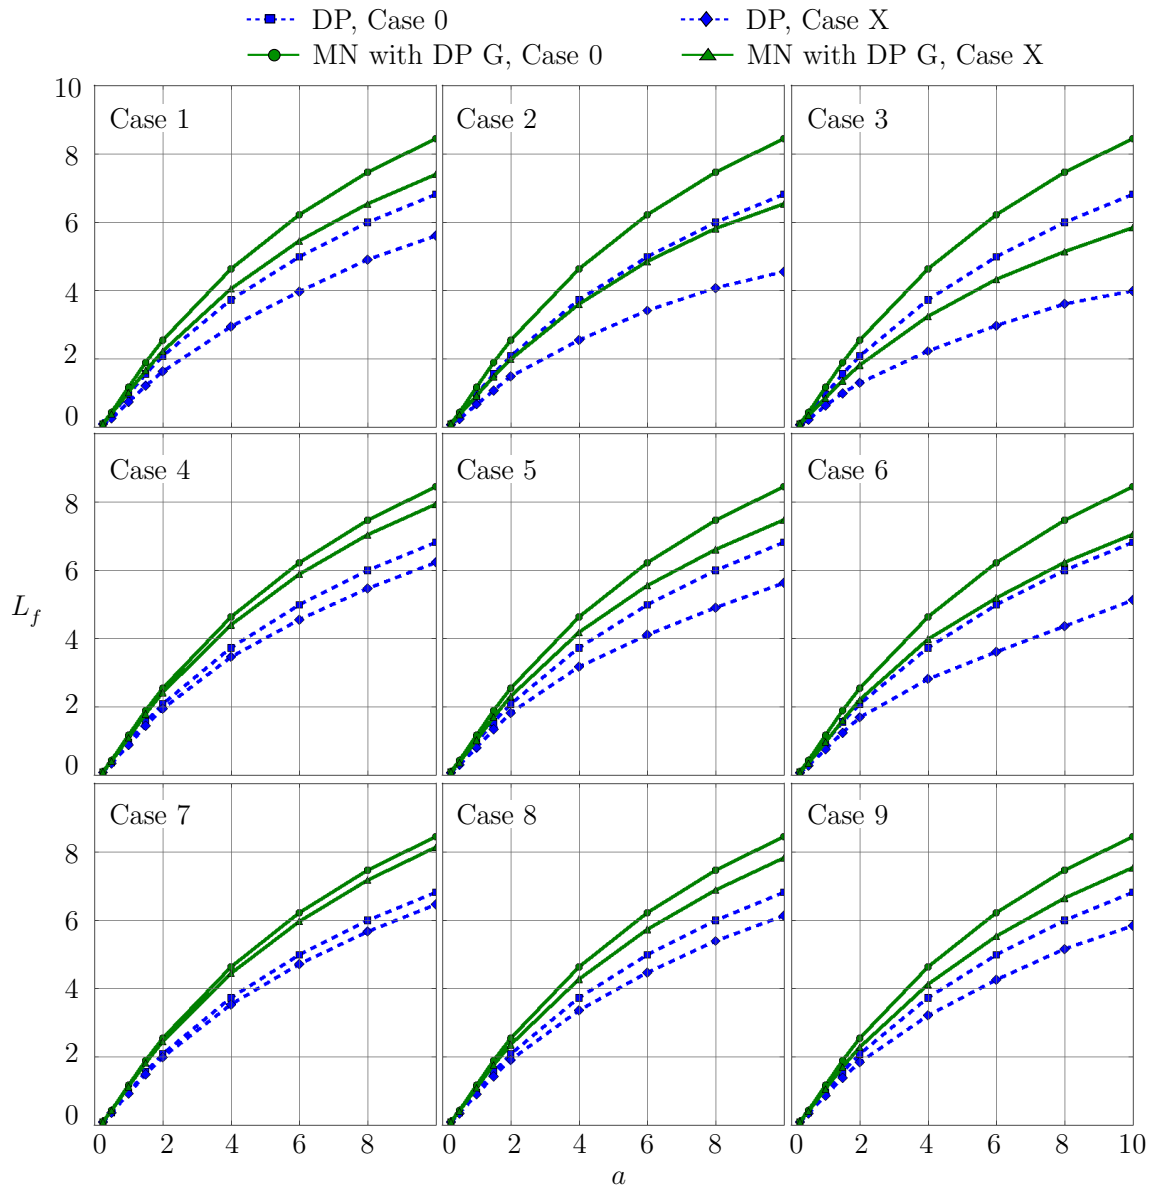 DP, Case 0 DP, Case X
MN with DP G, Case 0 MN with DP G, Case X
10
Case 1 Case 2 Case 3
8
6
4
2
0
Case 4 Case 5 Case 6
8
6
L_f
4
2
0
Case 7 Case 8 Case 9
8
6
4
2
0
0 2 4 6 8 0 2 4 6 8 0 2 4 6 8 10
a